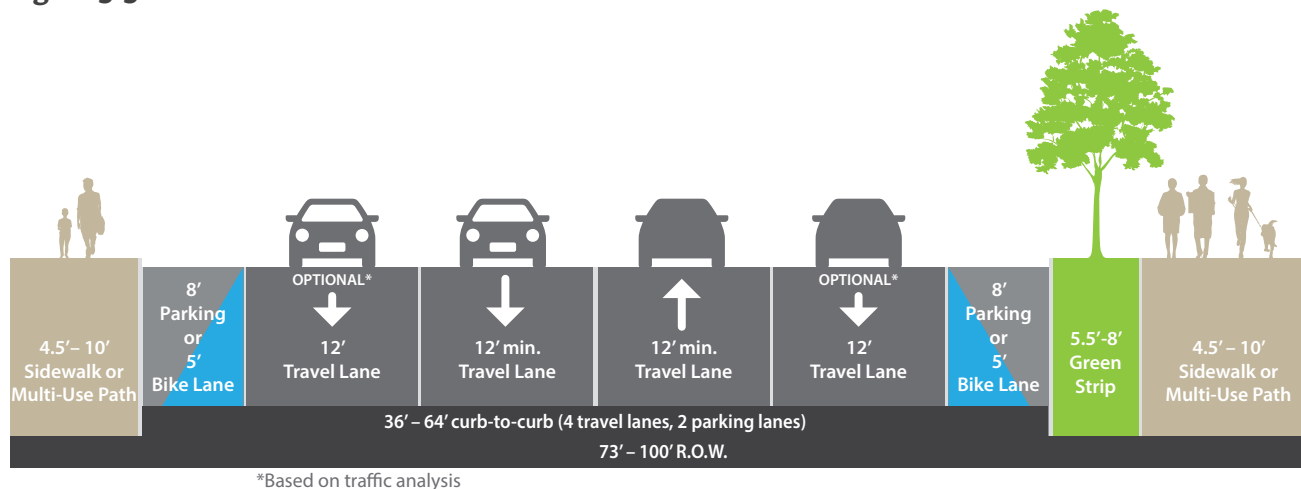 4.5’ – 10’
Sidewalk or
Multi-Use Path
8’
Parking
or
5’
Bike Lane
OPTIONAL*
12’
Travel Lane
12’ min.
Travel Lane
12’ min.
Travel Lane
OPTIONAL*
12’
Travel Lane
8’
Parking
or
5’
Bike Lane
5.5’-8’
Green
Strip
4.5’ – 10’
Sidewalk or
Multi-Use Path
36’ – 64’ curb-to-curb (4 travel lanes, 2 parking lanes)
73’ – 100’ R.O.W.
*Based on traffic analysis